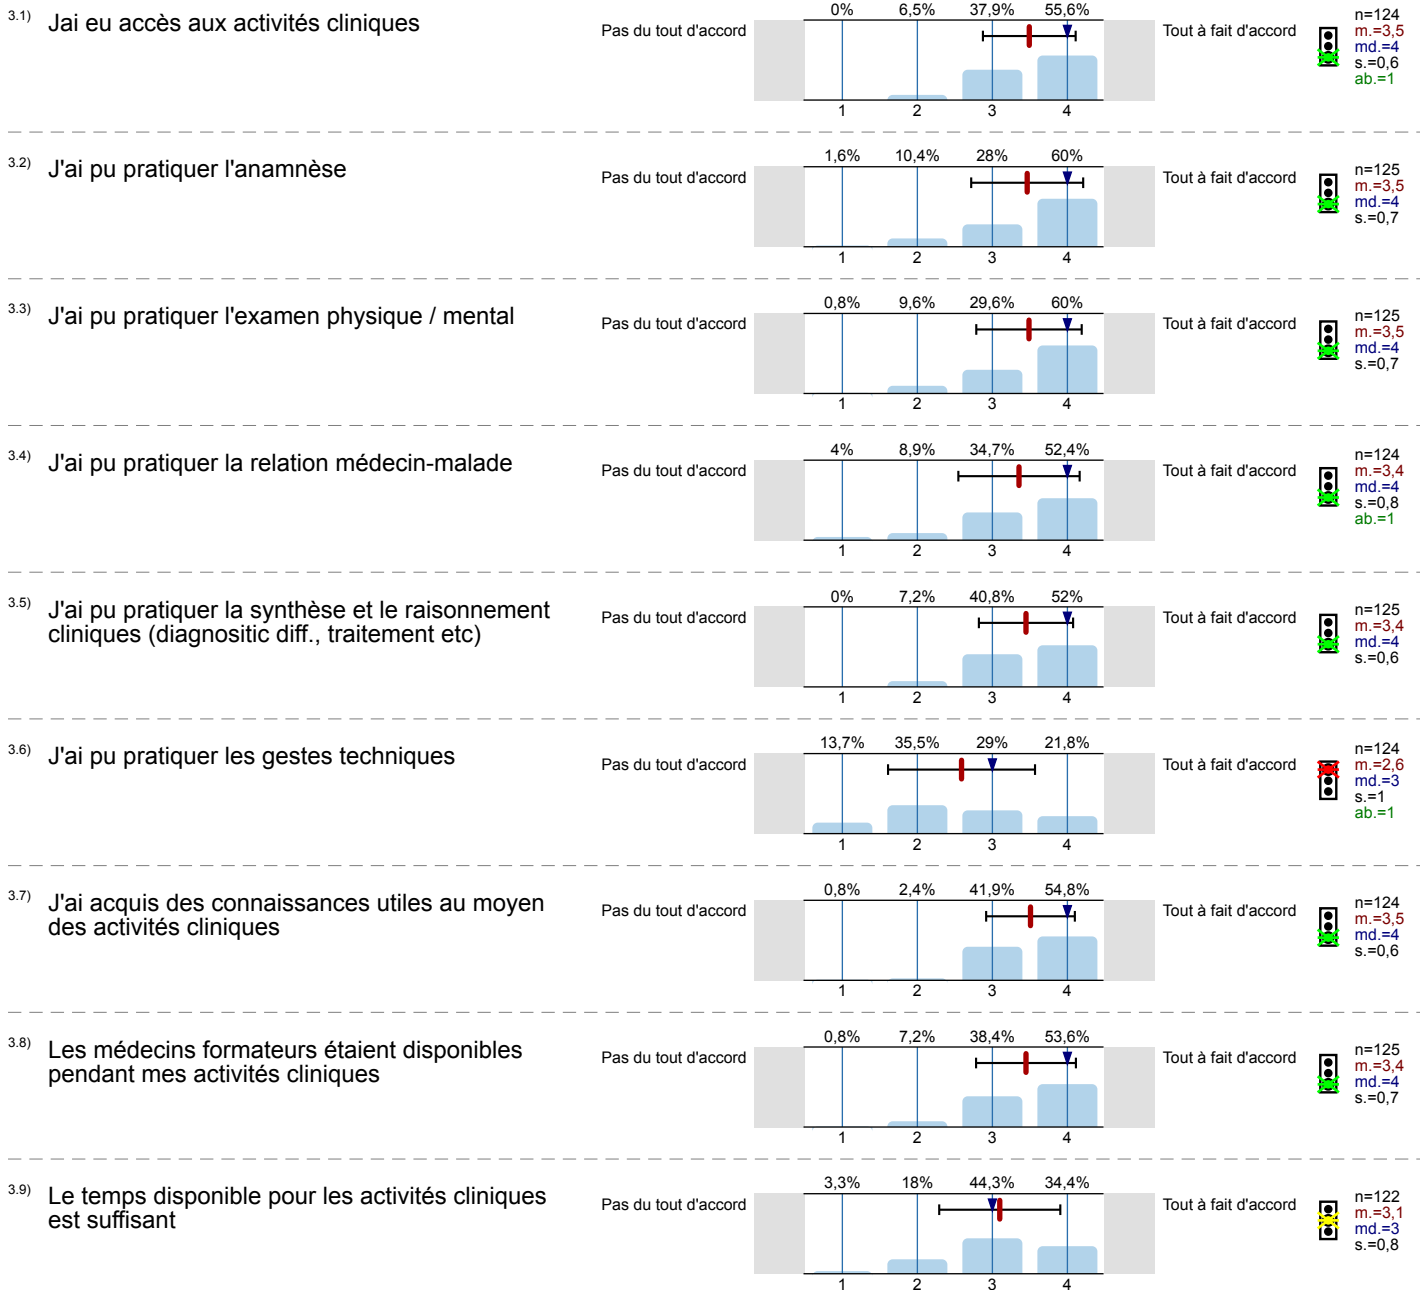 3.1) Jai eu accès aux activités cliniques
Pas du tout d'accord
0% 6,5% 37,9% 55,6%
1 2 3 4
Tout à fait d'accord
n=124
m.=3,5
md.=4
s.=0,6
ab.=1
3.2) J'ai pu pratiquer l'anamnèse
Pas du tout d'accord
1,6% 10,4% 28% 60%
1 2 3 4
Tout à fait d'accord
n=125
m.=3,5
md.=4
s.=0,7
3.3) J'ai pu pratiquer l'examen physique / mental
Pas du tout d'accord
0,8% 9,6% 29,6% 60%
1 2 3 4
Tout à fait d'accord
n=125
m.=3,5
md.=4
s.=0,7
3.4) J'ai pu pratiquer la relation médecin-malade
Pas du tout d'accord
4% 8,9% 34,7% 52,4%
1 2 3 4
Tout à fait d'accord
n=124
m.=3,4
md.=4
s.=0,8
ab.=1
3.5) J'ai pu pratiquer la synthèse et le raisonnement
cliniques (diagnositic diff., traitement etc)
Pas du tout d'accord
0% 7,2% 40,8% 52%
1 2 3 4
Tout à fait d'accord
n=125
m.=3,4
md.=4
s.=0,6
3.6) J'ai pu pratiquer les gestes techniques
Pas du tout d'accord
13,7% 35,5% 29% 21,8%
1 2 3 4
Tout à fait d'accord
n=124
m.=2,6
md.=3
s.=1
ab.=1
3.7) J'ai acquis des connaissances utiles au moyen
des activités cliniques
Pas du tout d'accord
0,8% 2,4% 41,9% 54,8%
1 2 3 4
Tout à fait d'accord
n=124
m.=3,5
md.=4
s.=0,6
3.8) Les médecins formateurs étaient disponibles
pendant mes activités cliniques
Pas du tout d'accord
0,8% 7,2% 38,4% 53,6%
1 2 3 4
Tout à fait d'accord
n=125
m.=3,4
md.=4
s.=0,7
3.9) Le temps disponible pour les activités cliniques
est suffisant
Pas du tout d'accord
3,3% 18% 44,3% 34,4%
1 2 3 4
Tout à fait d'accord
n=122
m.=3,1
md.=3
s.=0,8